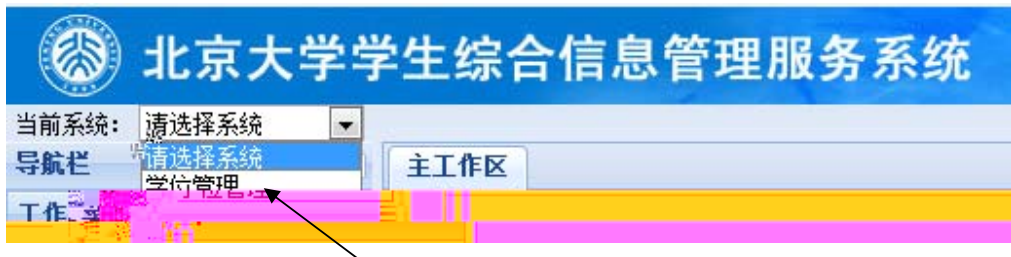 北京大学学生综合信息管理服务系统
当前系统： 请选择系统
导航栏 请选择系统 主工作区
学位管理
工作